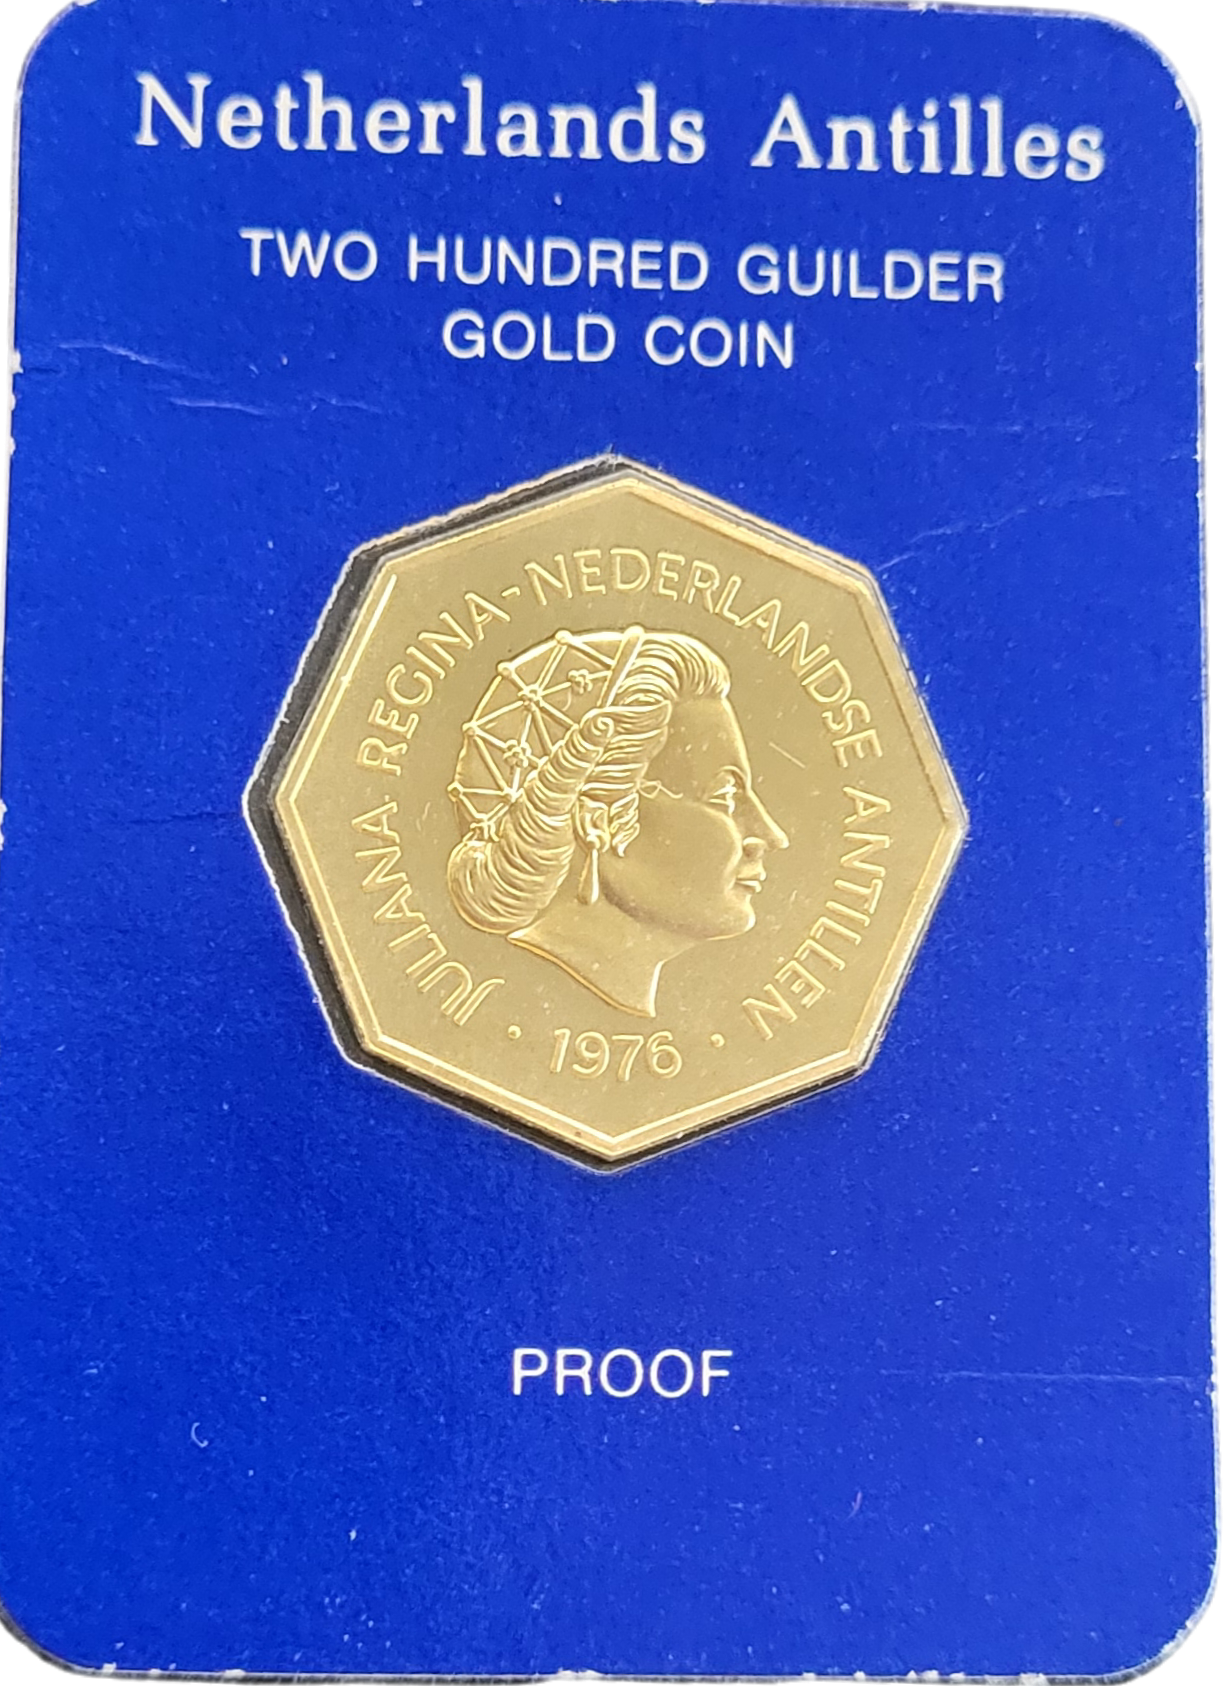 Netherlands Antilles
TWO HUNDRED GUILDER
GOLD COIN
JULIANA REGINA-NEDERLANDSE ANTILLEN
· 1976 ·
PROOF